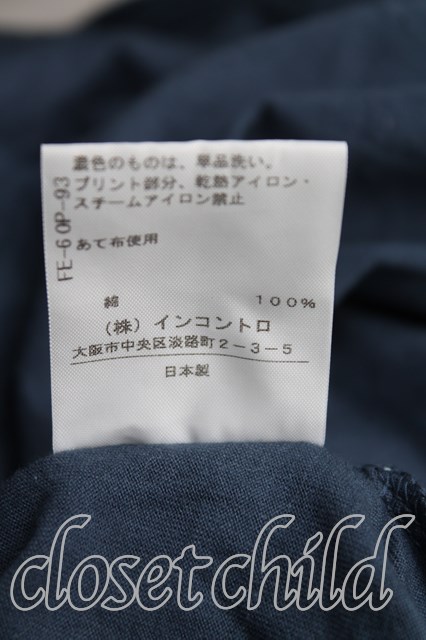 濃色のものは、単品洗い。
プリント部分、乾熱アイロン・
スチームアイロン禁止
FE-60P-93
あて布使用
綿 100%
(株)インコントロ
大阪市中央区淡路町2-3-5
日本製
closet child